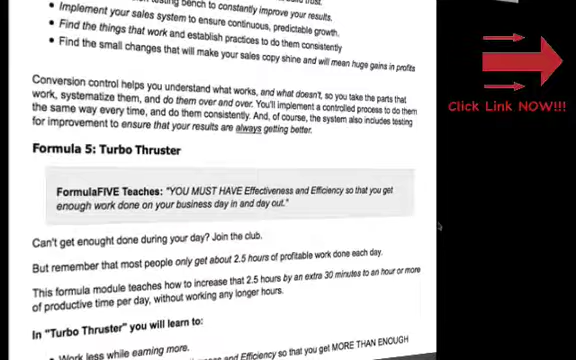 testing bench to constantly improve your results.
• Implement your sales system to ensure continuous, predictable growth.
• Find the things that work and establish practices to do them consistently
• Find the small changes that will make your sales copy shine and will mean huge gains in profits
Conversion control helps you understand what works, and what doesn't, so you take the parts that
work, systematize them, and do them over and over. You'll implement a controlled process to do them
the same way every time, and do them consistently. And, of course, the system also includes testing
for improvement to ensure that your results are always getting better.
Formula 5: Turbo Thruster
FormulaFIVE Teaches: "YOU MUST HAVE Effectiveness and Efficiency so that you get
enough work done on your business day in and day out."
Can't get enought done during your day? Join the club.
But remember that most people only get about 2.5 hours of profitable work done each day.
This formula module teaches how to increase that 2.5 hours by an extra 30 minutes to an hour or more
of productive time per day, without working any longer hours.
In "Turbo Thruster" you will learn to:
• Work less while earning more.
and Efficiency so that you get MORE THAN ENOUGH
Click Link NOW!!!